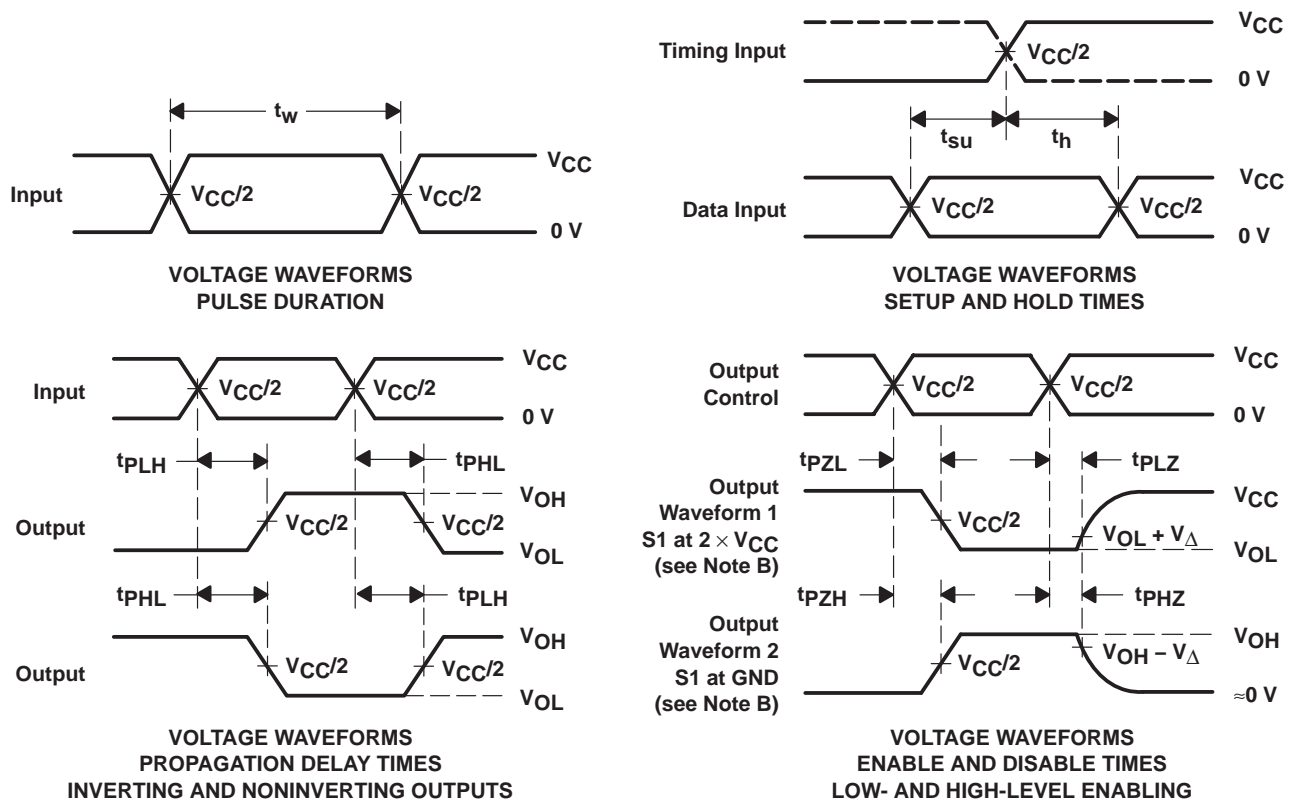 tw
Input
VCC/2
VCC/2
VCC
0 V
VOLTAGE WAVEFORMS
PULSE DURATION
Timing Input
VCC/2
VCC
0 V
tsu
th
Data Input
VCC/2
VCC/2
VCC
0 V
VOLTAGE WAVEFORMS
SETUP AND HOLD TIMES
Input
VCC/2
VCC/2
VCC
0 V
tPLH
tPHL
Output
VCC/2
VCC/2
VOH
VOL
tPHL
tPLH
Output
VCC/2
VCC/2
VOH
VOL
VOLTAGE WAVEFORMS
PROPAGATION DELAY TIMES
INVERTING AND NONINVERTING OUTPUTS
Output
Control
VCC/2
VCC/2
VCC
0 V
tPZL
tPLZ
Output
Waveform 1
S1 at 2 × VCC
(see Note B)
VCC/2
VOL + VΔ
VCC
VOL
tPZH
tPHZ
Output
Waveform 2
S1 at GND
(see Note B)
VCC/2
VOH − VΔ
VOH
≈0 V
VOLTAGE WAVEFORMS
ENABLE AND DISABLE TIMES
LOW- AND HIGH-LEVEL ENABLING